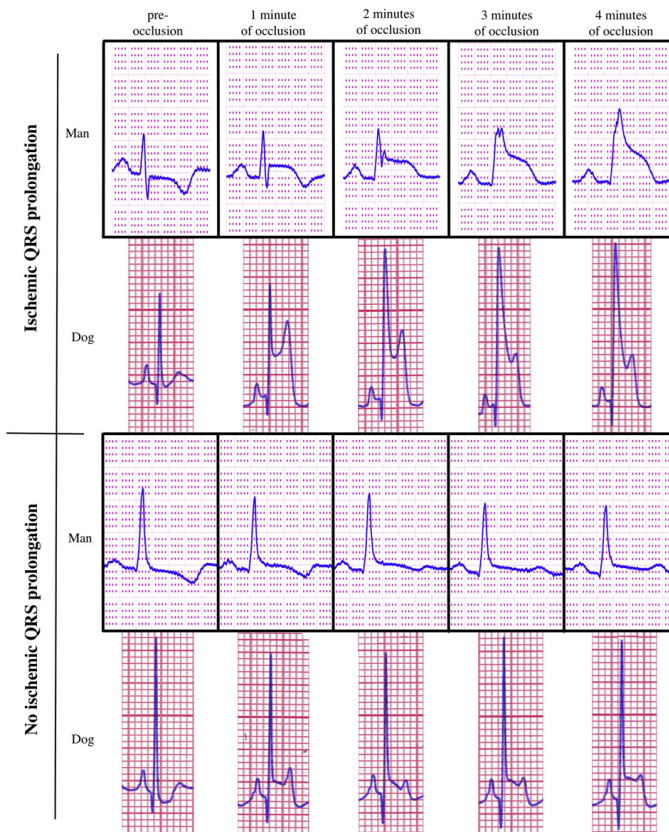 pre-
occlusion
1 minute
of occlusion
2 minutes
of occlusion
3 minutes
of occlusion
4 minutes
of occlusion
Ischemic QRS prolongation
Man
Dog
No ischemic QRS prolongation
Man
Dog